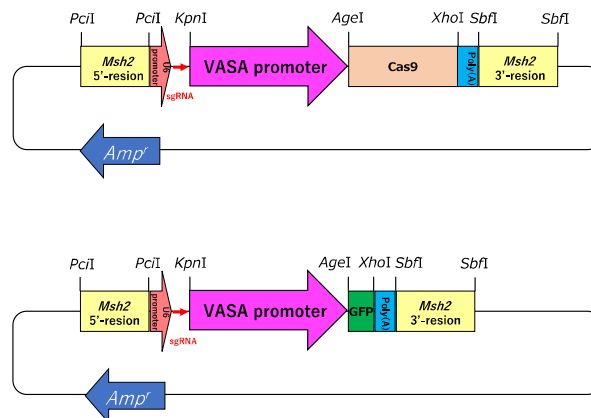 PciI PciI KpnI AgeI XhoI SbfI SbfI
Msh2
5'-resion
U6
promoter
sgRNA
VASA promoter
Cas9
Poly(A)
Msh2
3'-resion
Ampʳ
PciI PciI KpnI AgeI XhoI SbfI SbfI
Msh2
5'-resion
U6
promoter
sgRNA
VASA promoter
GFP
Poly(A)
Msh2
3'-resion
Ampʳ